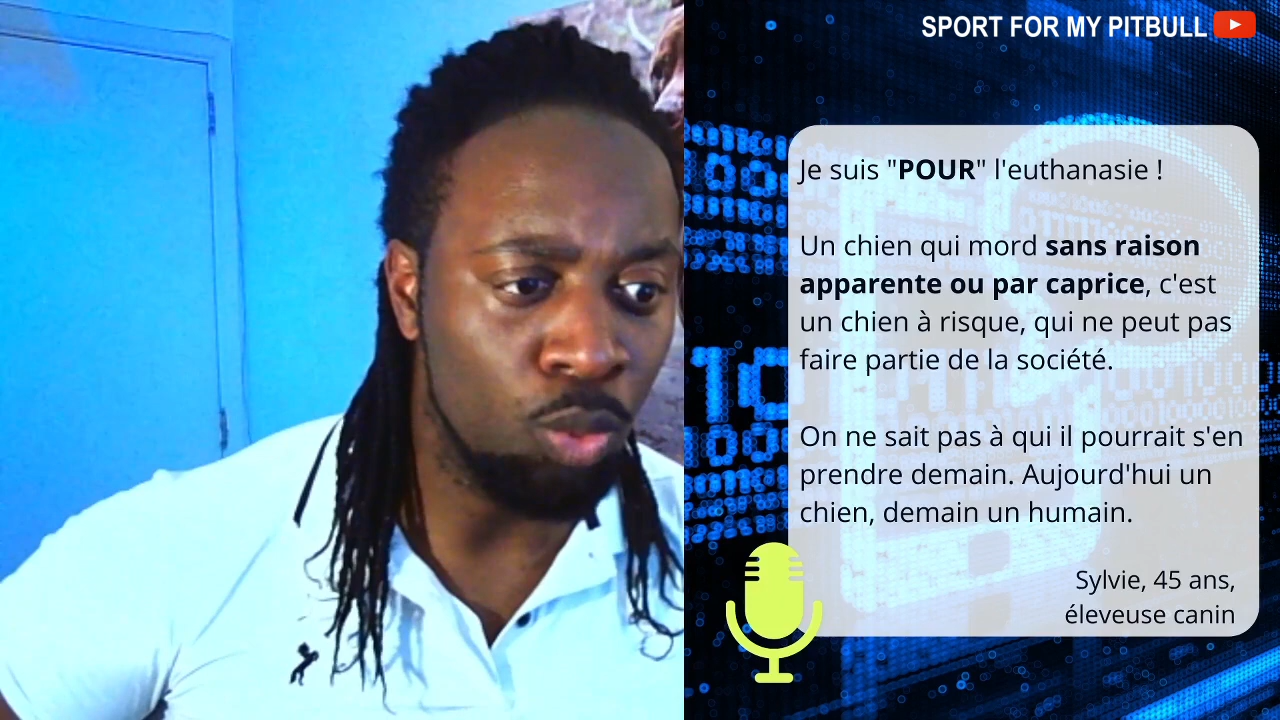 SPORT FOR MY PITBULL
Je suis "POUR" l'euthanasie !
Un chien qui mord sans raison
apparente ou par caprice, c'est
un chien à risque, qui ne peut pas
faire partie de la société.
On ne sait pas à qui il pourrait s'en
prendre demain. Aujourd'hui un
chien, demain un humain.
Sylvie, 45 ans,
éleveuse canin